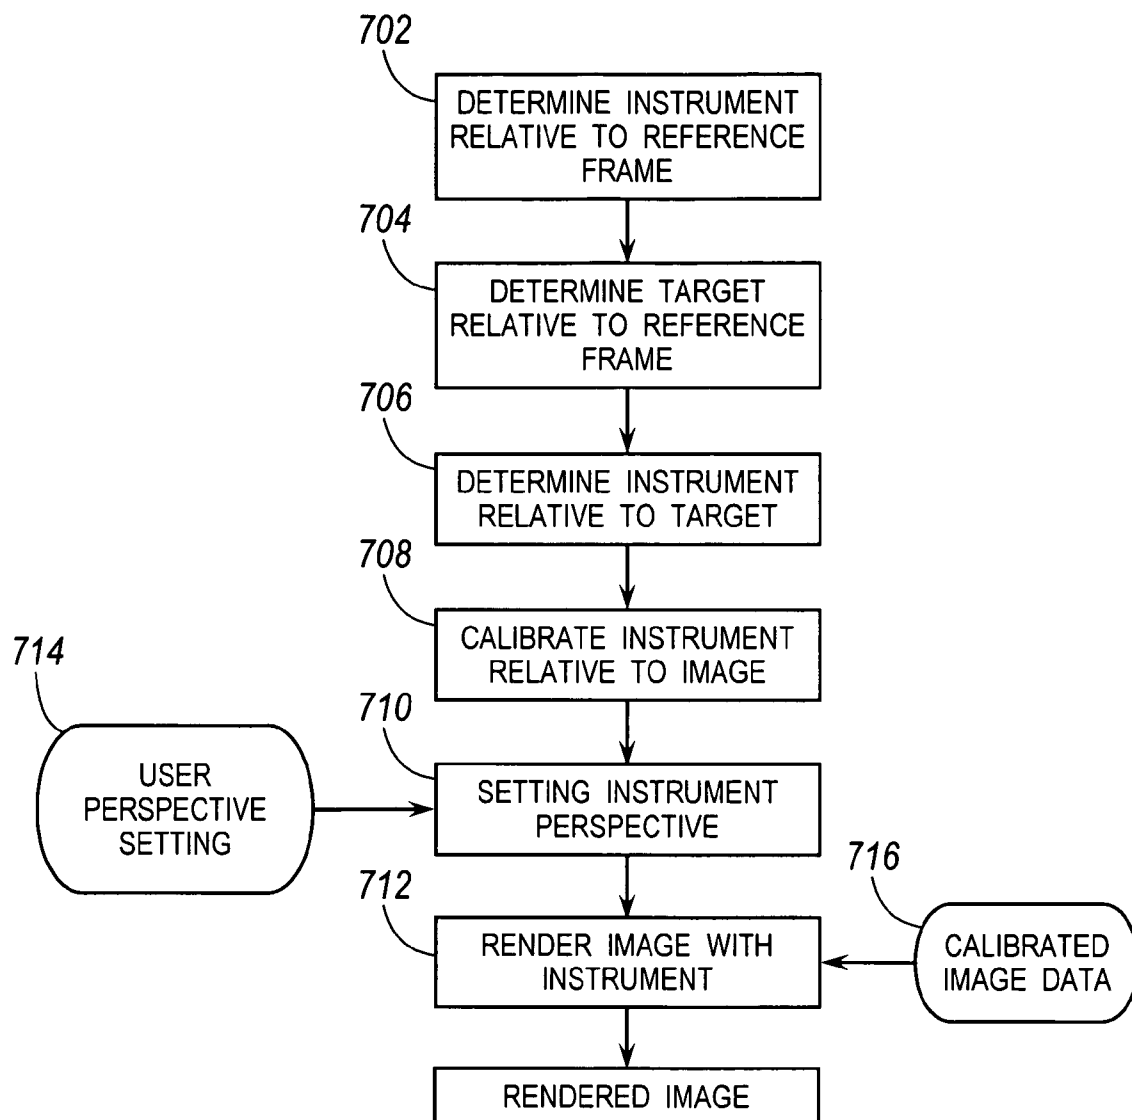 702
DETERMINE INSTRUMENT
RELATIVE TO REFERENCE
FRAME
704
DETERMINE TARGET
RELATIVE TO REFERENCE
FRAME
706
DETERMINE INSTRUMENT
RELATIVE TO TARGET
708
CALIBRATE INSTRUMENT
RELATIVE TO IMAGE
714
USER
PERSPECTIVE
SETTING
710
SETTING INSTRUMENT
PERSPECTIVE
712
RENDER IMAGE WITH
INSTRUMENT
716
CALIBRATED
IMAGE DATA
RENDERED IMAGE